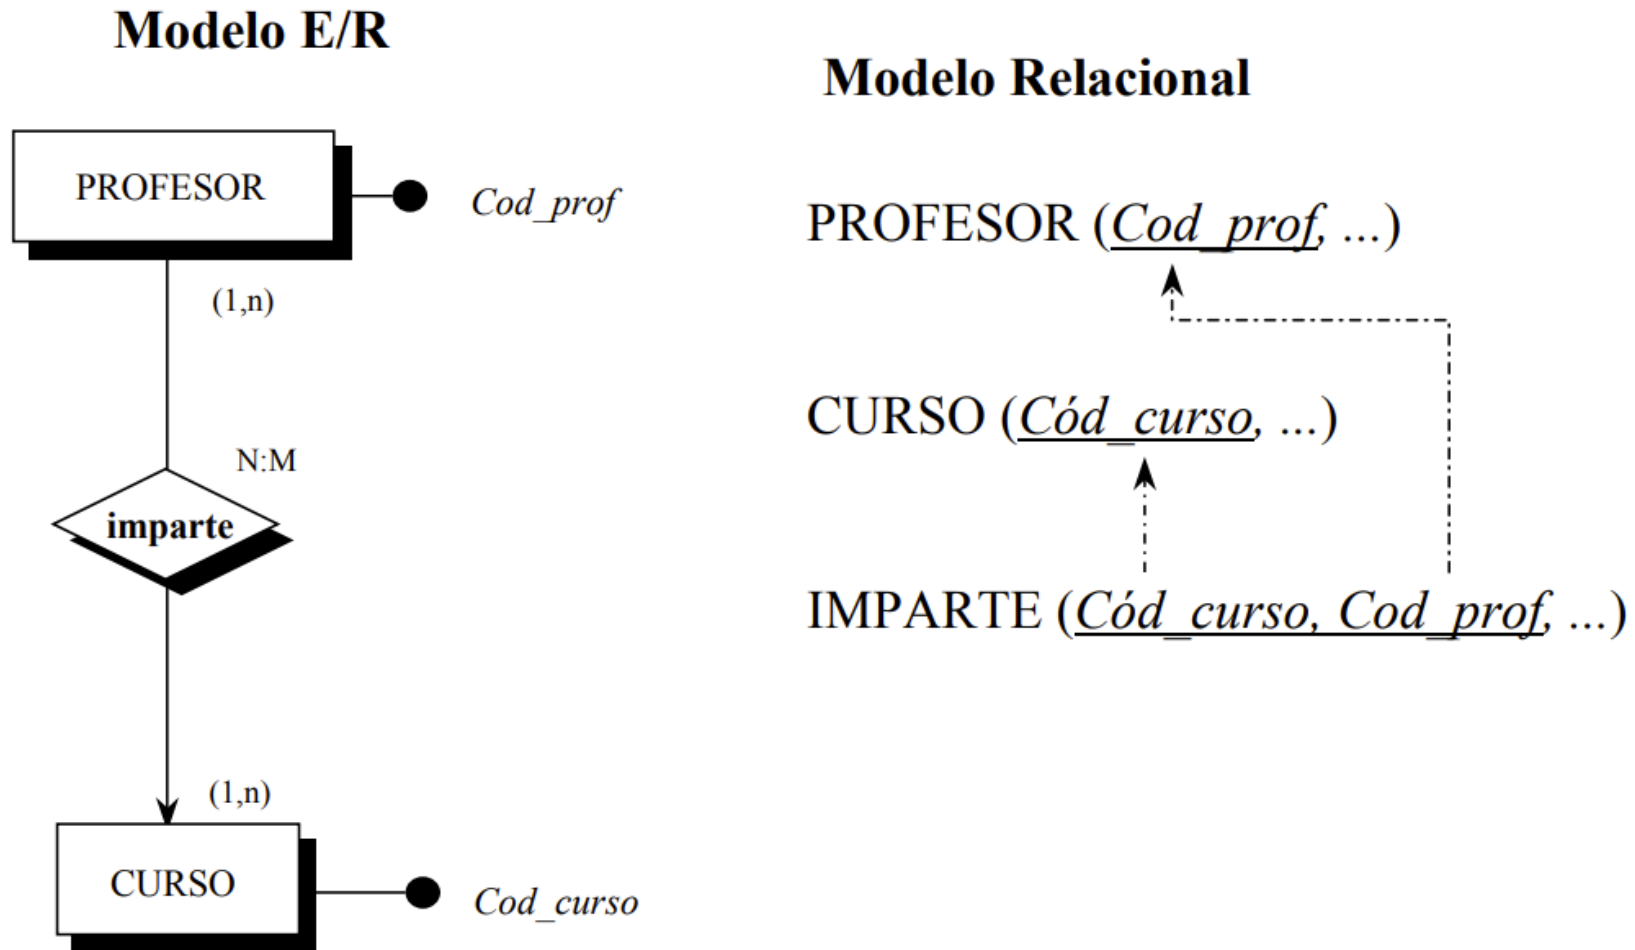 Modelo E/R
PROFESOR
Cod_prof
(1,n)
N:M
imparte
(1,n)
CURSO
Cod_curso
Modelo Relacional
PROFESOR (Cod_prof, ...)
CURSO (Cód_curso, ...)
IMPARTE (Cód_curso, Cod_prof, ...)